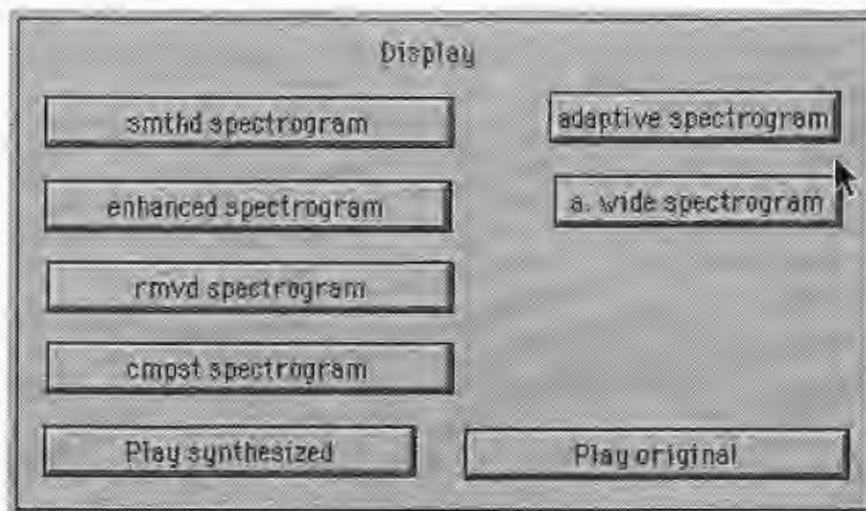 Display
smthd spectrogram
adaptive spectrogram
enhanced spectrogram
a. wide spectrogram
rmvd spectrogram
cmpst spectrogram
Play synthesized
Play original